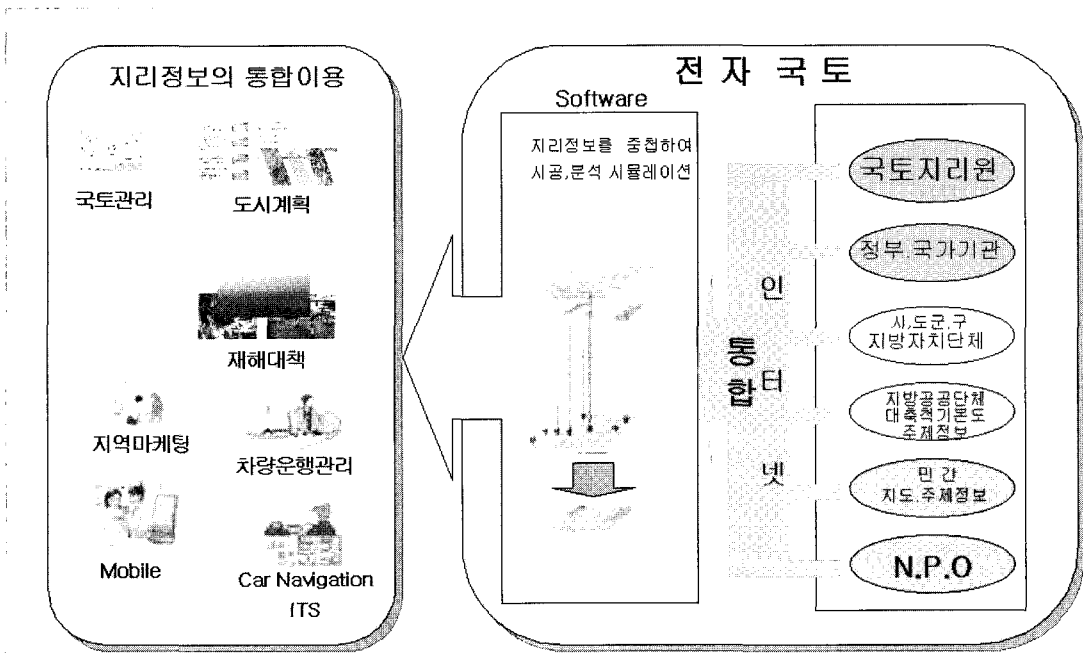 지리정보의 통합이용
국토관리
도시계획
재해대책
지역마케팅
차량운행관리
Mobile
Car Navigation
ITS
전자 국토
Software
지리정보를 중첩하여
시공,분석 시뮬레이션
통합
인터넷
국토지리원
정부.국가기관
시,도군.구
지방자치단체
지방공공단체
대축척기본도
주제정보
민 간
지도.주제정보
N.P.O